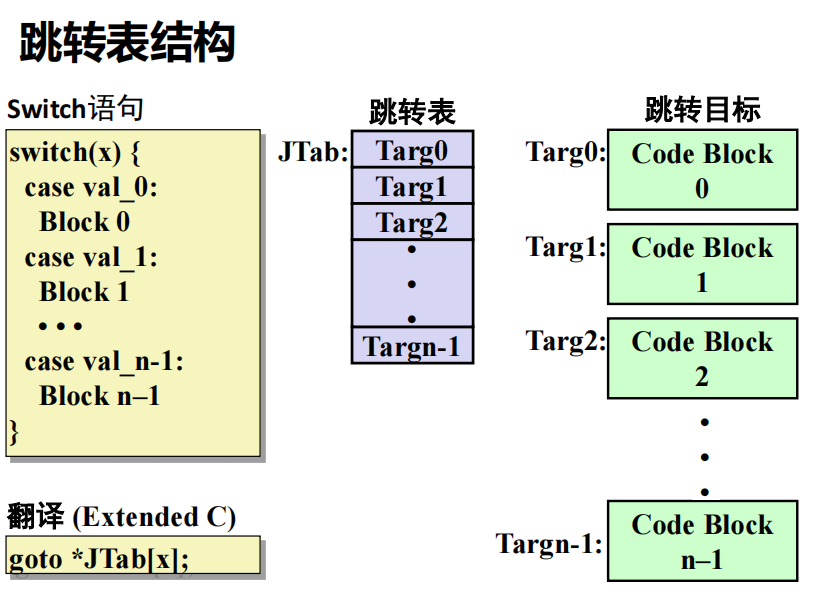 跳转表结构
Switch语句
switch(x) {
case val_0:
Block 0
case val_1:
Block 1
• • •
case val_n-1:
Block n–1
}
翻译 (Extended C)
goto *JTab[x];
跳转表
JTab:
Targ0
Targ1
Targ2
•
•
•
Targn-1
跳转目标
Targ0:
Code Block
0
Targ1:
Code Block
1
Targ2:
Code Block
2
•
•
•
Targn-1:
Code Block
n–1